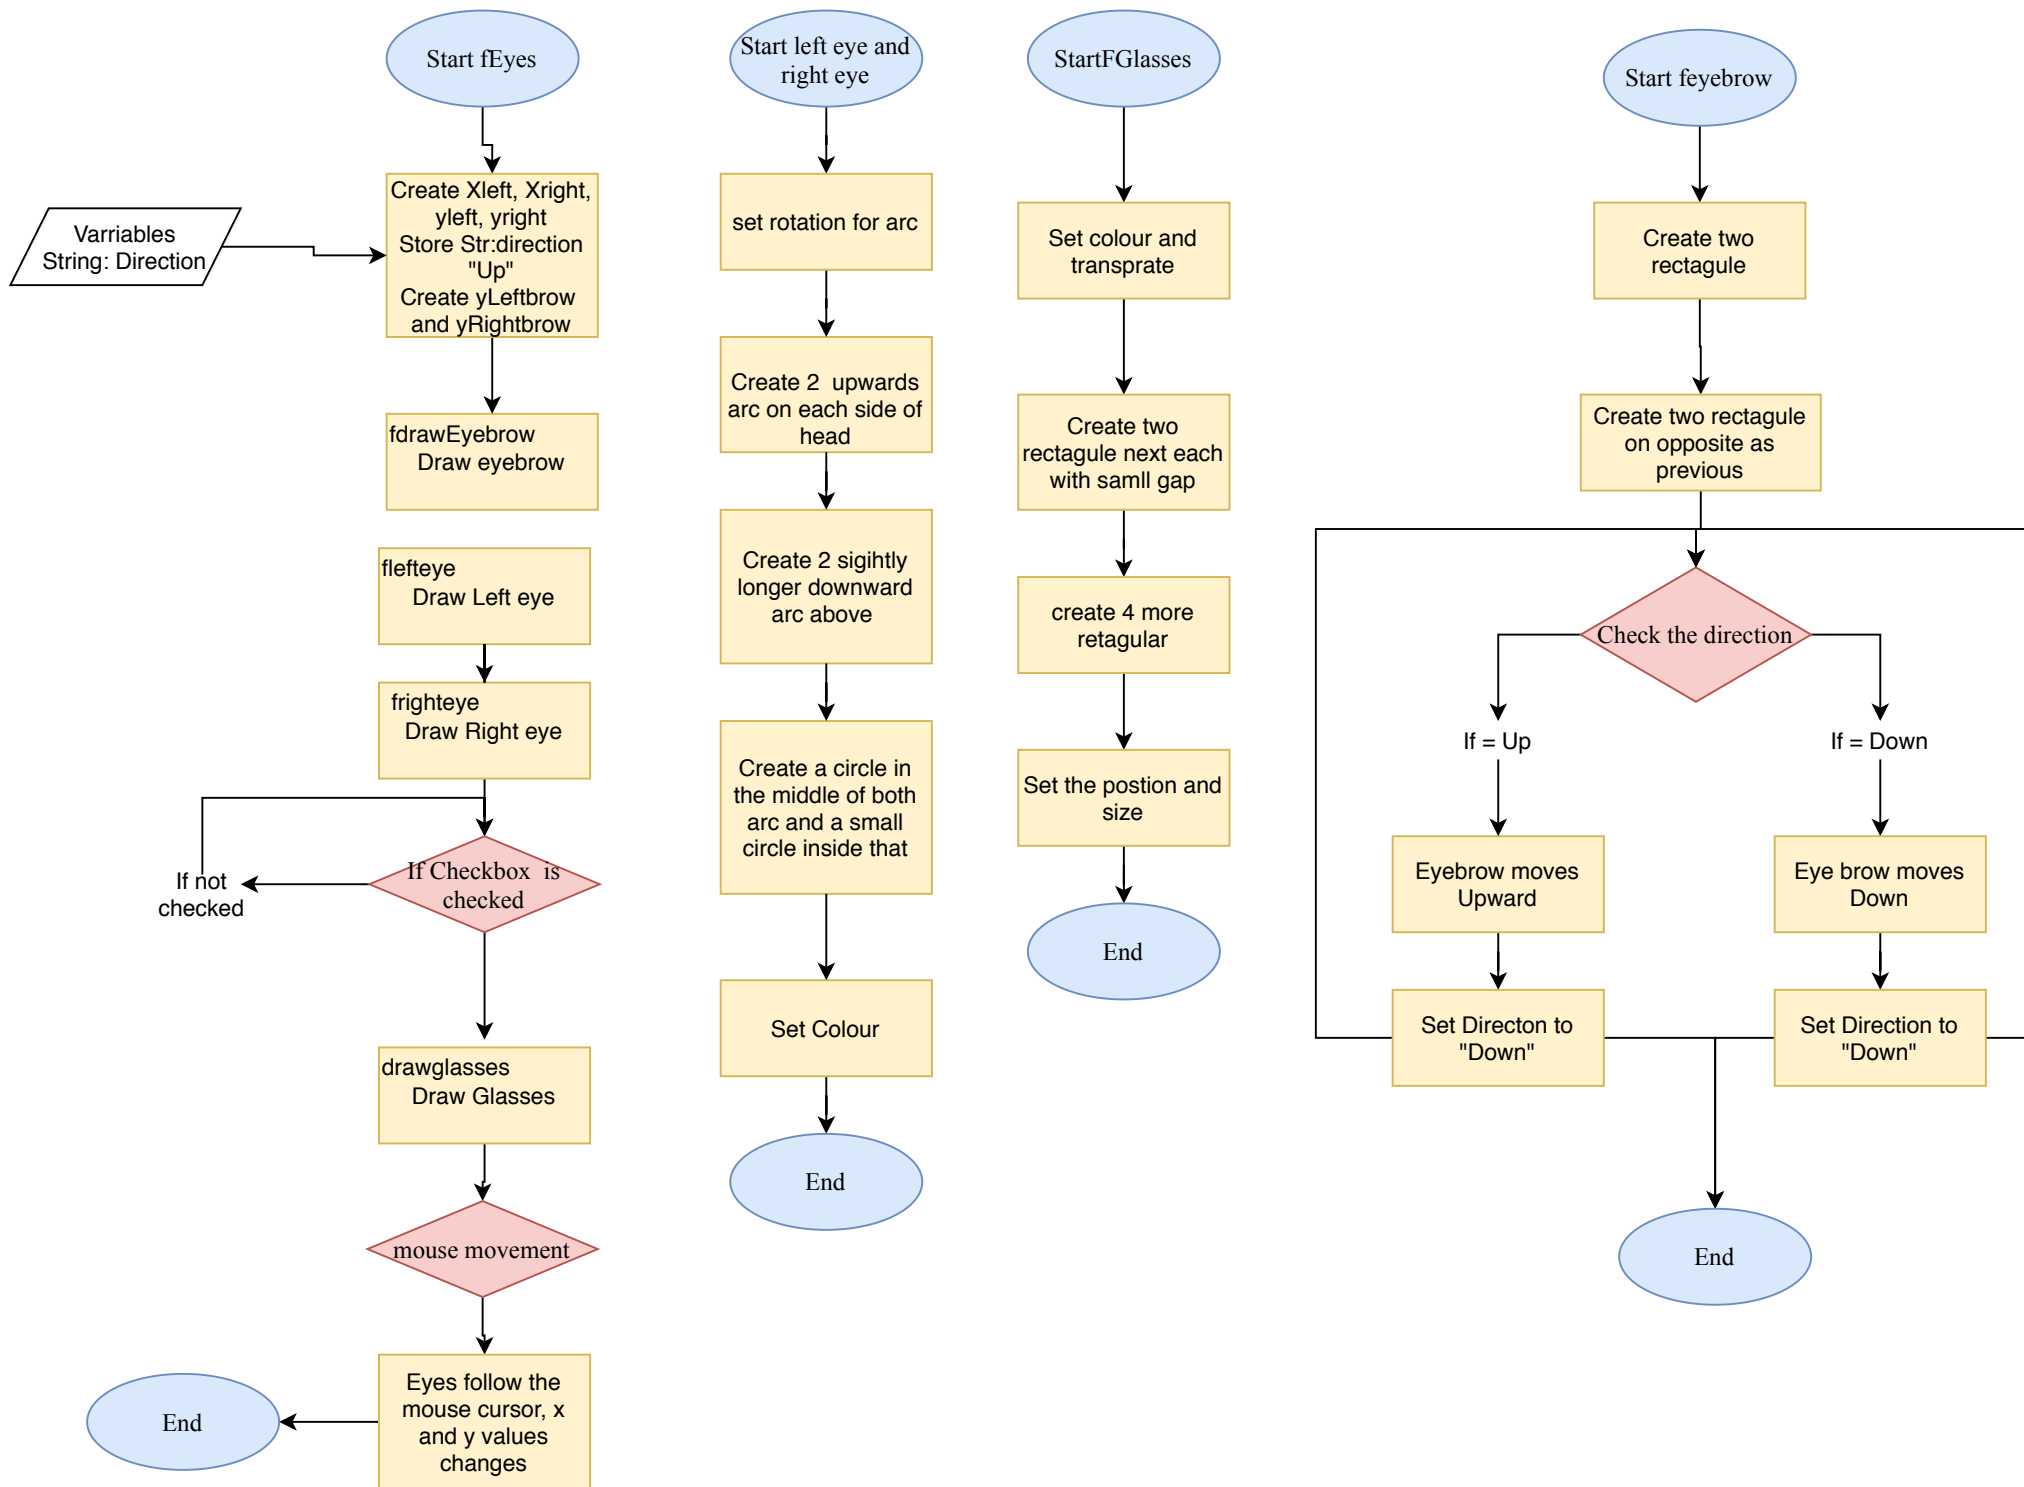 Start fEyes
Varriables
String: Direction
Create Xleft, Xright,
yleft, yright
Store Str:direction
"Up"
Create yLeftbrow
and yRightbrow
fdrawEyebrow
Draw eyebrow
flefteye
Draw Left eye
frighteye
Draw Right eye
If Checkbox is
checked
If not
checked
drawglasses
Draw Glasses
mouse movement
Eyes follow the
mouse cursor, x
and y values
changes
End
Start left eye and
right eye
set rotation for arc
Create 2 upwards
arc on each side of
head
Create 2 sigihtly
longer downward
arc above
Create a circle in
the middle of both
arc and a small
circle inside that
Set Colour
End
StartFGlasses
Set colour and
transprate
Create two
rectagule next each
with samll gap
create 4 more
retagular
Set the postion and
size
End
Start feyebrow
Create two
rectagule
Create two rectagule
on opposite as
previous
Check the direction
If = Up
If = Down
Eyebrow moves
Upward
Eye brow moves
Down
Set Directon to
"Down"
Set Direction to
"Down"
End